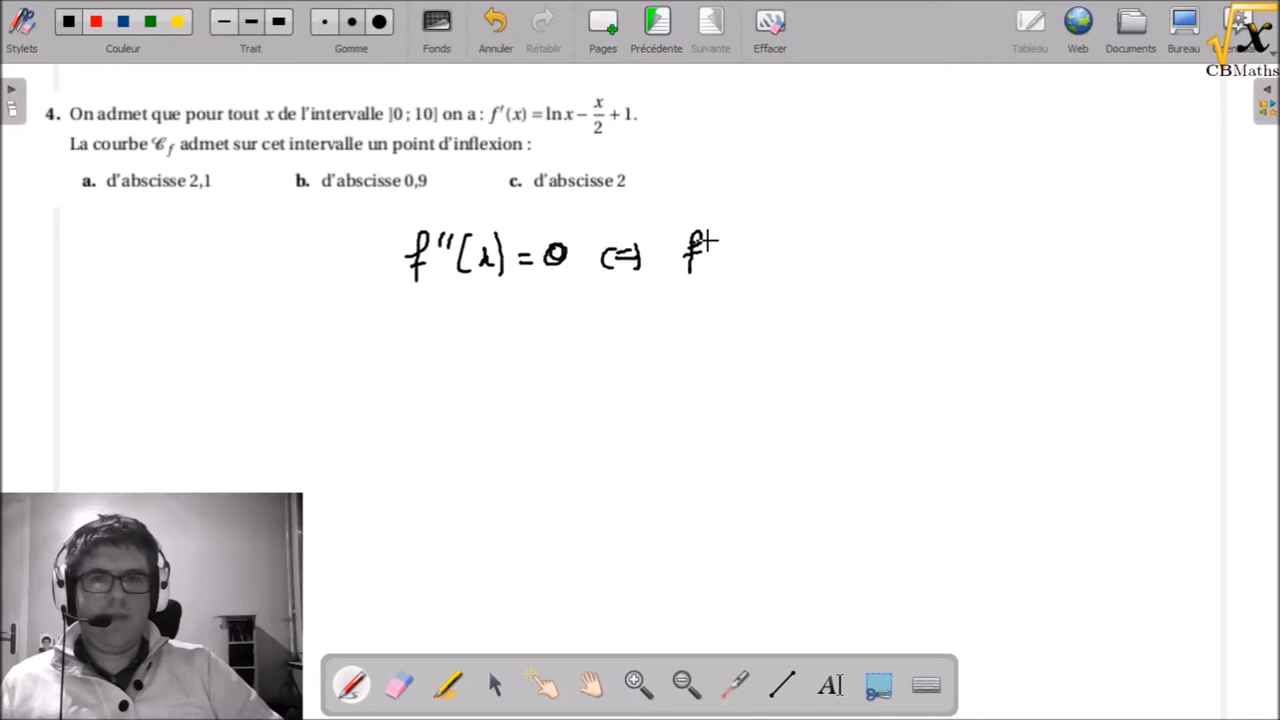 Stylets Couleur Trait Gomme Fonds Annuler Rétablir Pages Précédente Suivante Effacer Tableau Web Documents Bureau
√x
CBMaths
4. On admet que pour tout x de l'intervalle ]0 ; 10] on a : f′(x) = ln x − x/2 + 1.
La courbe 𝒞f admet sur cet intervalle un point d'inflexion :
a. d'abscisse 2,1 b. d'abscisse 0,9 c. d'abscisse 2
f″(x) = 0 ⇔ f
AI